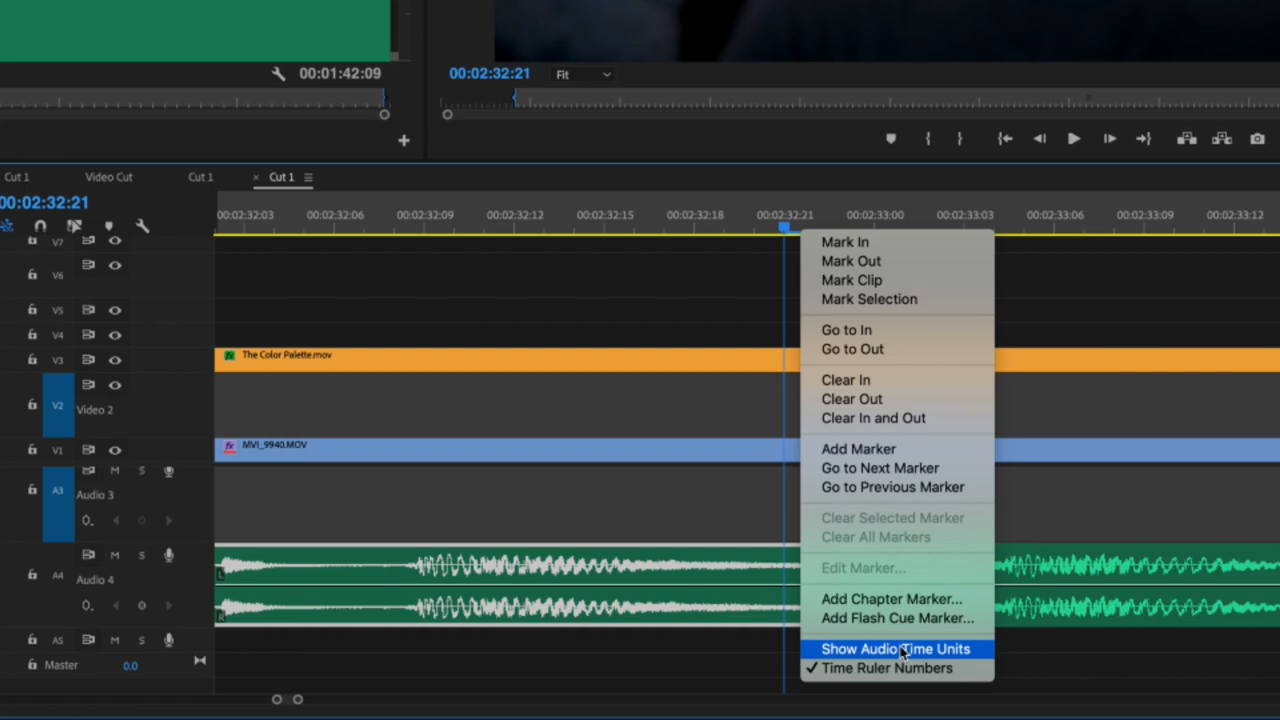 00:01:42:09
00:02:32:21 Fit
Cut 1 Video Cut Cut 1 × Cut 1
00:02:32:21
00:02:32:03 00:02:32:06 00:02:32:09 00:02:32:12 00:02:32:15 00:02:32:18 00:02:32:21 00:02:33:00 00:02:33:03 00:02:33:06 00:02:33:09 00:02:33:12
V7
V6
V5
V4
V3 fx The Color Palette.mov
V2 Video 2
V1 fx MVI_9940.MOV
M S
A3 Audio 3
M S
A4 Audio 4
L
R
A5 M S
Master 0.0
Mark In
Mark Out
Mark Clip
Mark Selection
Go to In
Go to Out
Clear In
Clear Out
Clear In and Out
Add Marker
Go to Next Marker
Go to Previous Marker
Clear Selected Marker
Clear All Markers
Edit Marker...
Add Chapter Marker...
Add Flash Cue Marker...
Show Audio Time Units
✓ Time Ruler Numbers